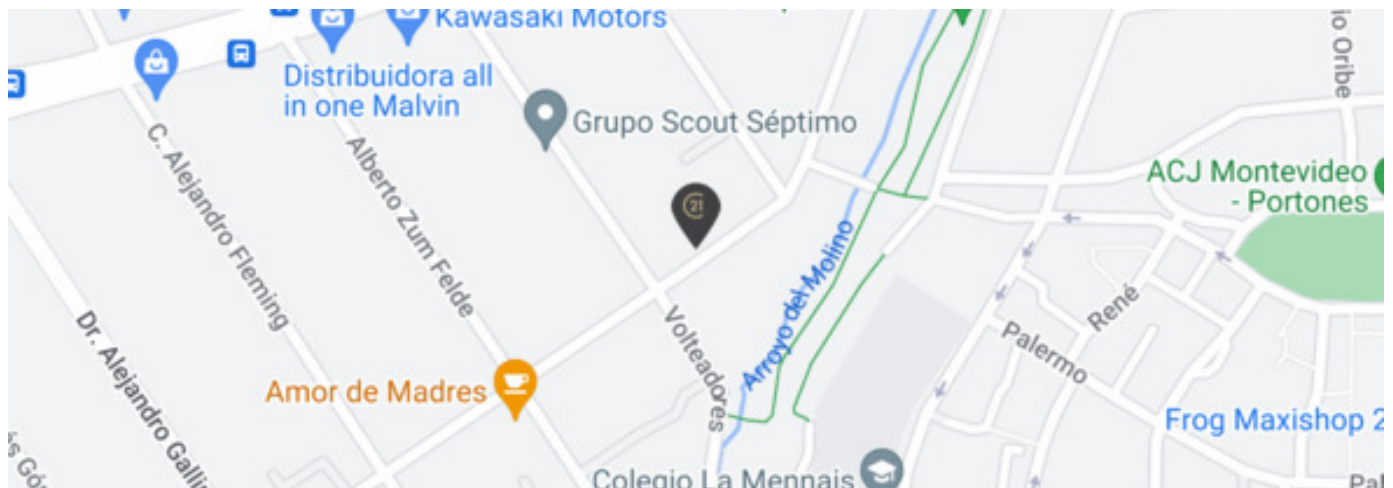 Kawasaki Motors
Distribuidora all
in one Malvin
Grupo Scout Séptimo
io Oribe
ACJ Montevideo
- Portones
21
C. Alejandro Fleming
Alberto Zum Felde
Volteadores
Arroyo del Molino
René
Palermo
Dr. Alejandro Galli
Amor de Madres
Frog Maxishop 2
Colegio La Mennais
Pal